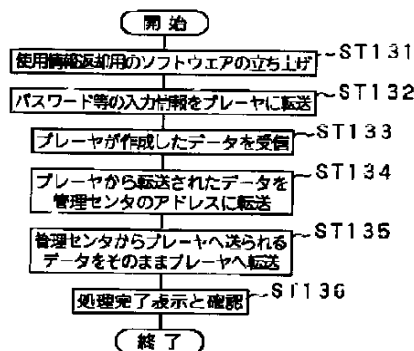 開始
使用情報返却用のソフトウェアの立ち上げ
ST131
パスワード等の入力情報をプレーヤに転送
ST132
プレーヤが作成したデータを受信
ST133
プレーヤから転送されたデータを
管理センタのアドレスに転送
ST134
管理センタからプレーヤへ送られる
データをそのままプレーヤへ転送
ST135
処理完了表示と確認
ST136
終了